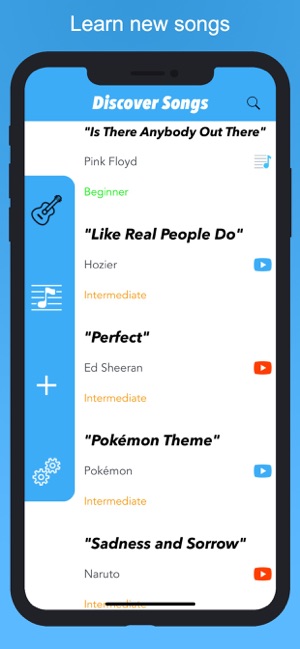 Learn new songs
Discover Songs
"Is There Anybody Out There"
Pink Floyd
Beginner
"Like Real People Do"
Hozier
Intermediate
"Perfect"
Ed Sheeran
Intermediate
"Pokémon Theme"
Pokémon
Intermediate
"Sadness and Sorrow"
Naruto
Intermediate